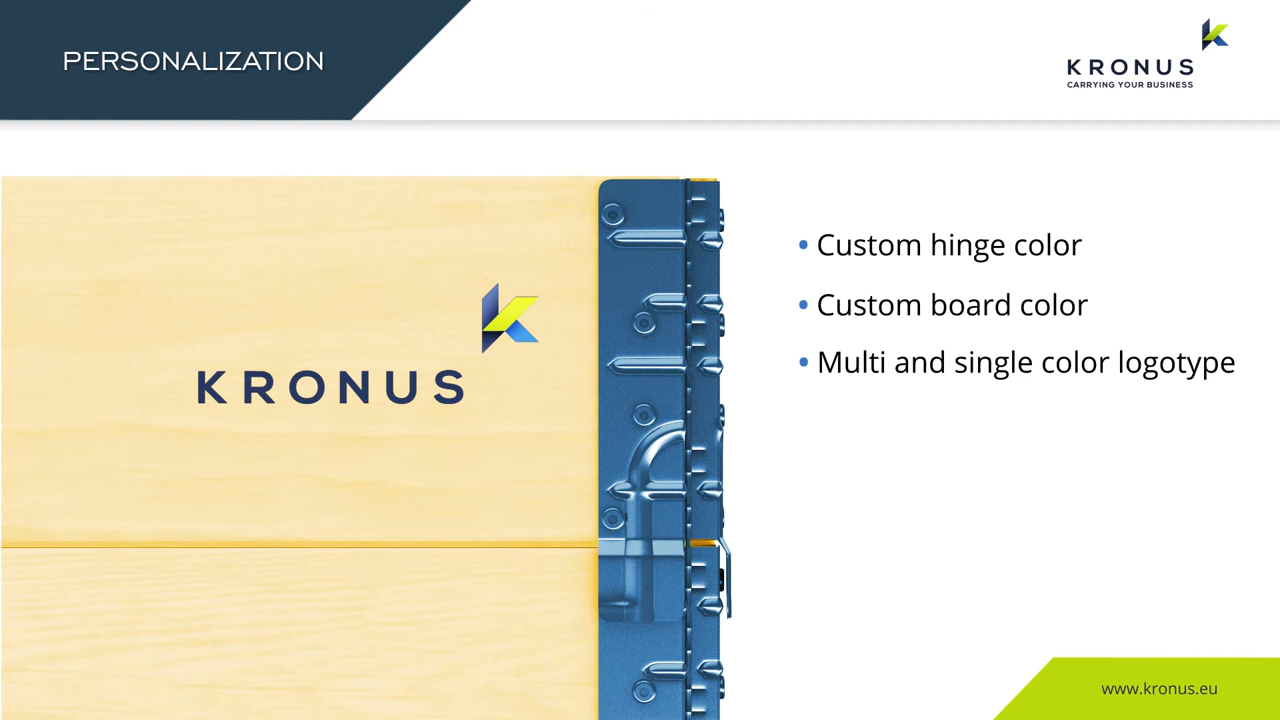 PERSONALIZATION
KRONUS
CARRYING YOUR BUSINESS
KRONUS
• Custom hinge color
• Custom board color
• Multi and single color logotype
www.kronus.eu